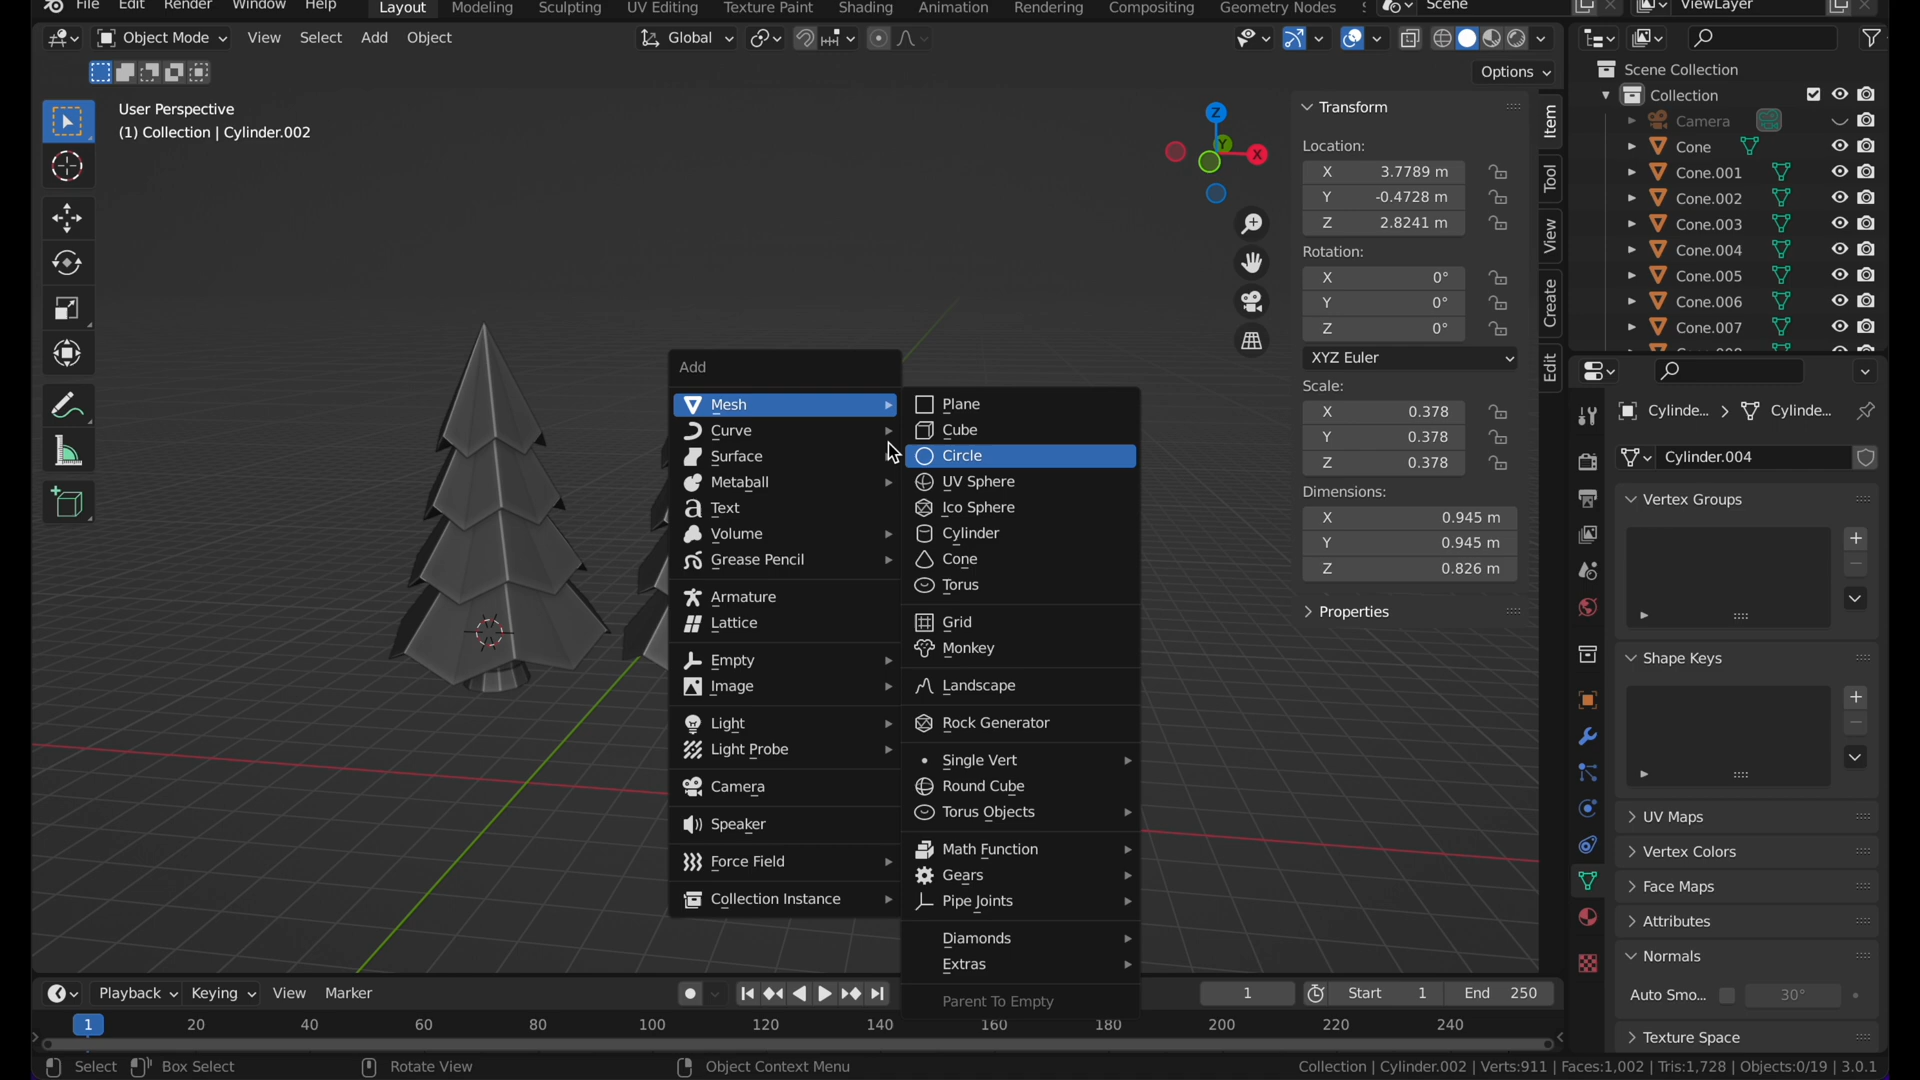 File Edit Render Window Help Layout Modeling Sculpting UV Editing Texture Paint Shading Animation Rendering Compositing Geometry Nodes Scene ViewLayer
Object Mode View Select Add Object Global
Options
User Perspective
(1) Collection | Cylinder.002
Z
Y
X
Add
Mesh
Curve
Surface
Metaball
Text
Volume
Grease Pencil
Armature
Lattice
Empty
Image
Light
Light Probe
Camera
Speaker
Force Field
Collection Instance
Plane
Cube
Circle
UV Sphere
Ico Sphere
Cylinder
Cone
Torus
Grid
Monkey
Landscape
Rock Generator
Single Vert
Round Cube
Torus Objects
Math Function
Gears
Pipe Joints
Diamonds
Extras
Parent To Empty
Transform
Location:
X 3.7789 m
Y -0.4728 m
Z 2.8241 m
Rotation:
X 0°
Y 0°
Z 0°
XYZ Euler
Scale:
X 0.378
Y 0.378
Z 0.378
Dimensions:
X 0.945 m
Y 0.945 m
Z 0.826 m
Properties
Item
Tool
View
Create
Edit
Scene Collection
Collection
Camera
Cone
Cone.001
Cone.002
Cone.003
Cone.004
Cone.005
Cone.006
Cone.007
Cylinde... Cylinde...
Cylinder.004
Vertex Groups
Shape Keys
UV Maps
Vertex Colors
Face Maps
Attributes
Normals
Auto Smo... 30°
Texture Space
Playback Keying View Marker 1 Start 1 End 250
1 20 40 60 80 100 120 140 160 180 200 220 240
Select Box Select Rotate View Object Context Menu Collection | Cylinder.002 | Verts:911 | Faces:1,002 | Tris:1,728 | Objects:0/19 | 3.0.1